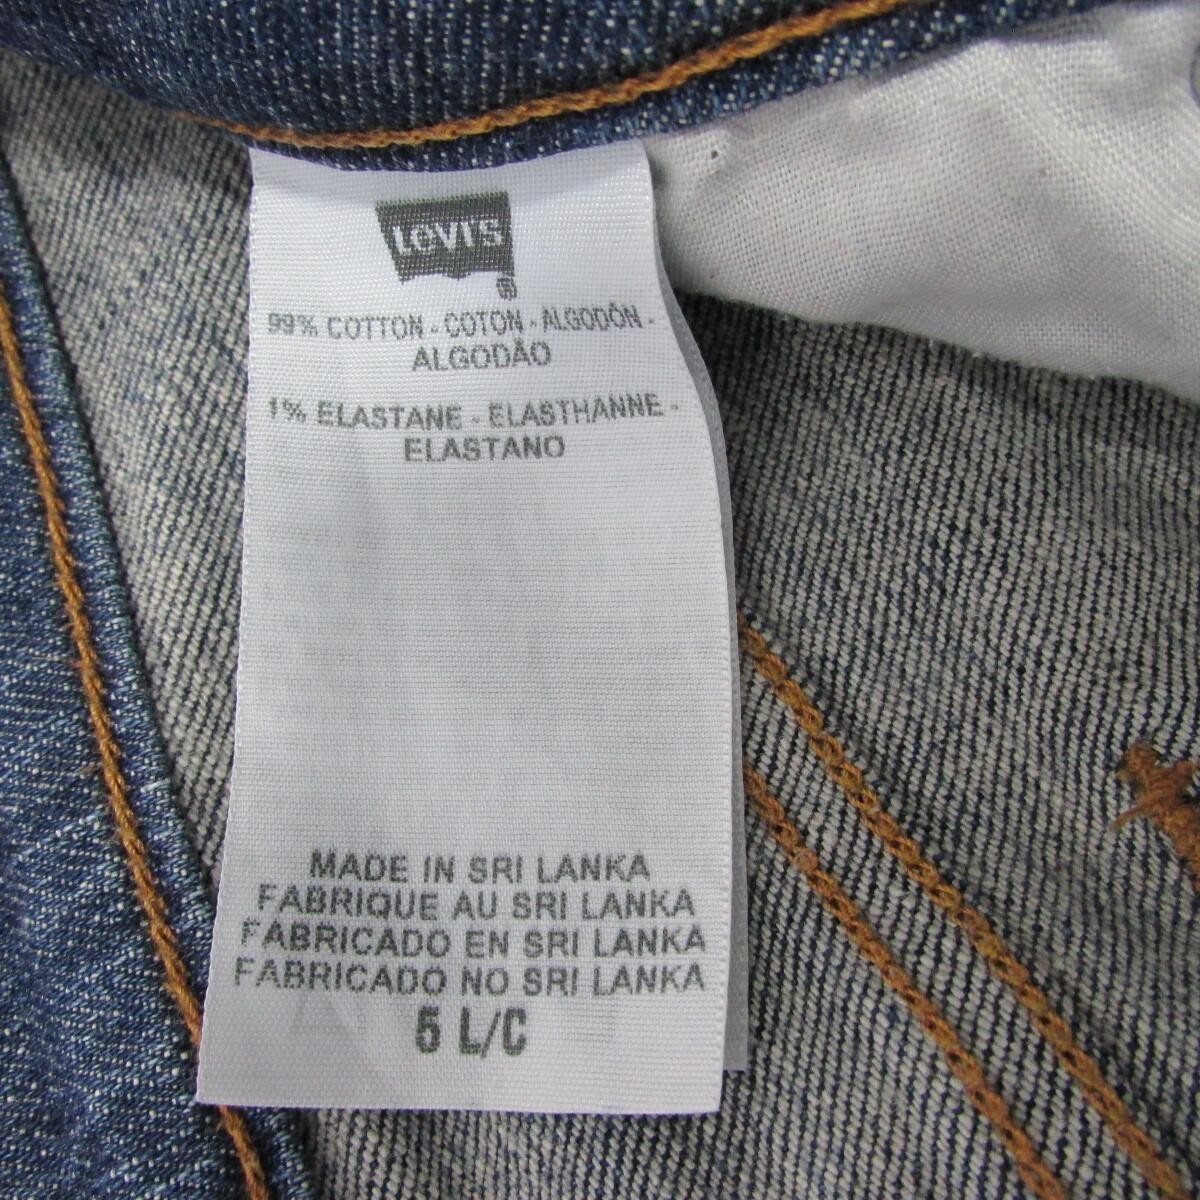 Levi's
®
99% COTTON - COTON - ALGODÓN -
ALGODÃO
1% ELASTANE - ELASTHANNE -
ELASTANO
MADE IN SRI LANKA
FABRIQUE AU SRI LANKA
FABRICADO EN SRI LANKA
FABRICADO NO SRI LANKA
5 L/C